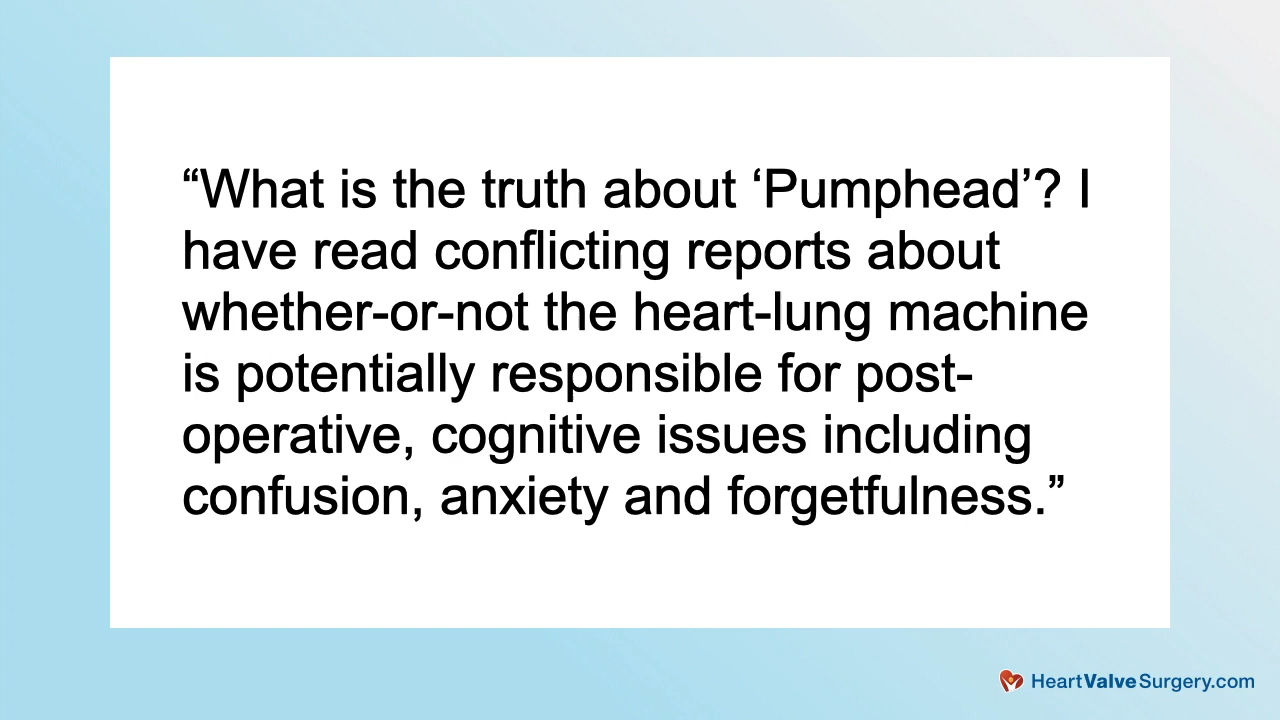 “What is the truth about ‘Pumphead’? I
have read conflicting reports about
whether-or-not the heart-lung machine
is potentially responsible for post-
operative, cognitive issues including
confusion, anxiety and forgetfulness.”
HeartValveSurgery.com